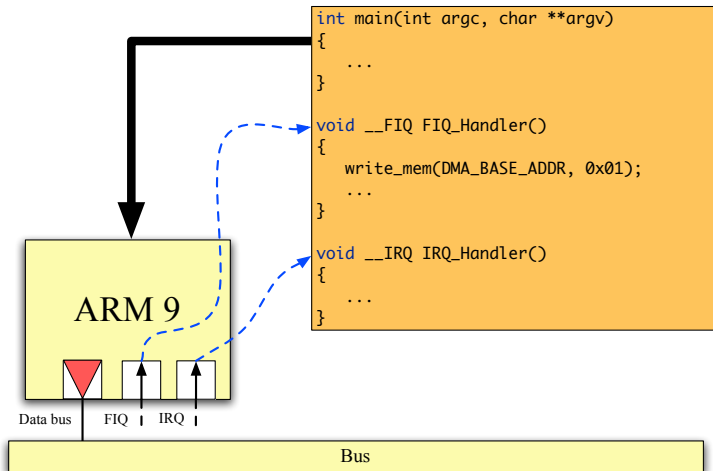 int main(int argc, char **argv)
{
...
}
void __FIQ FIQ_Handler()
{
write_mem(DMA_BASE_ADDR, 0x01);
...
}
void __IRQ IRQ_Handler()
{
...
}
ARM 9
Data bus
FIQ
IRQ
Bus